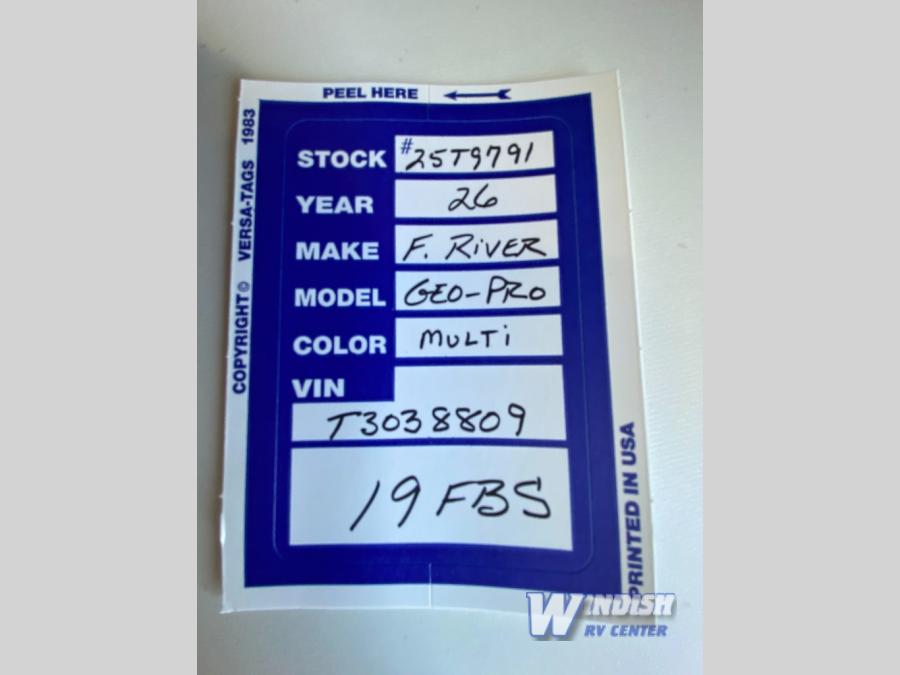 PEEL HERE
COPYRIGHT © VERSA-TAGS 1983
STOCK #25T9791
YEAR 26
MAKE F. RIVER
MODEL GEO-PRO
COLOR MULTI
VIN
T3038809
19 FBS
PRINTED IN USA
WINDISH
RV CENTER